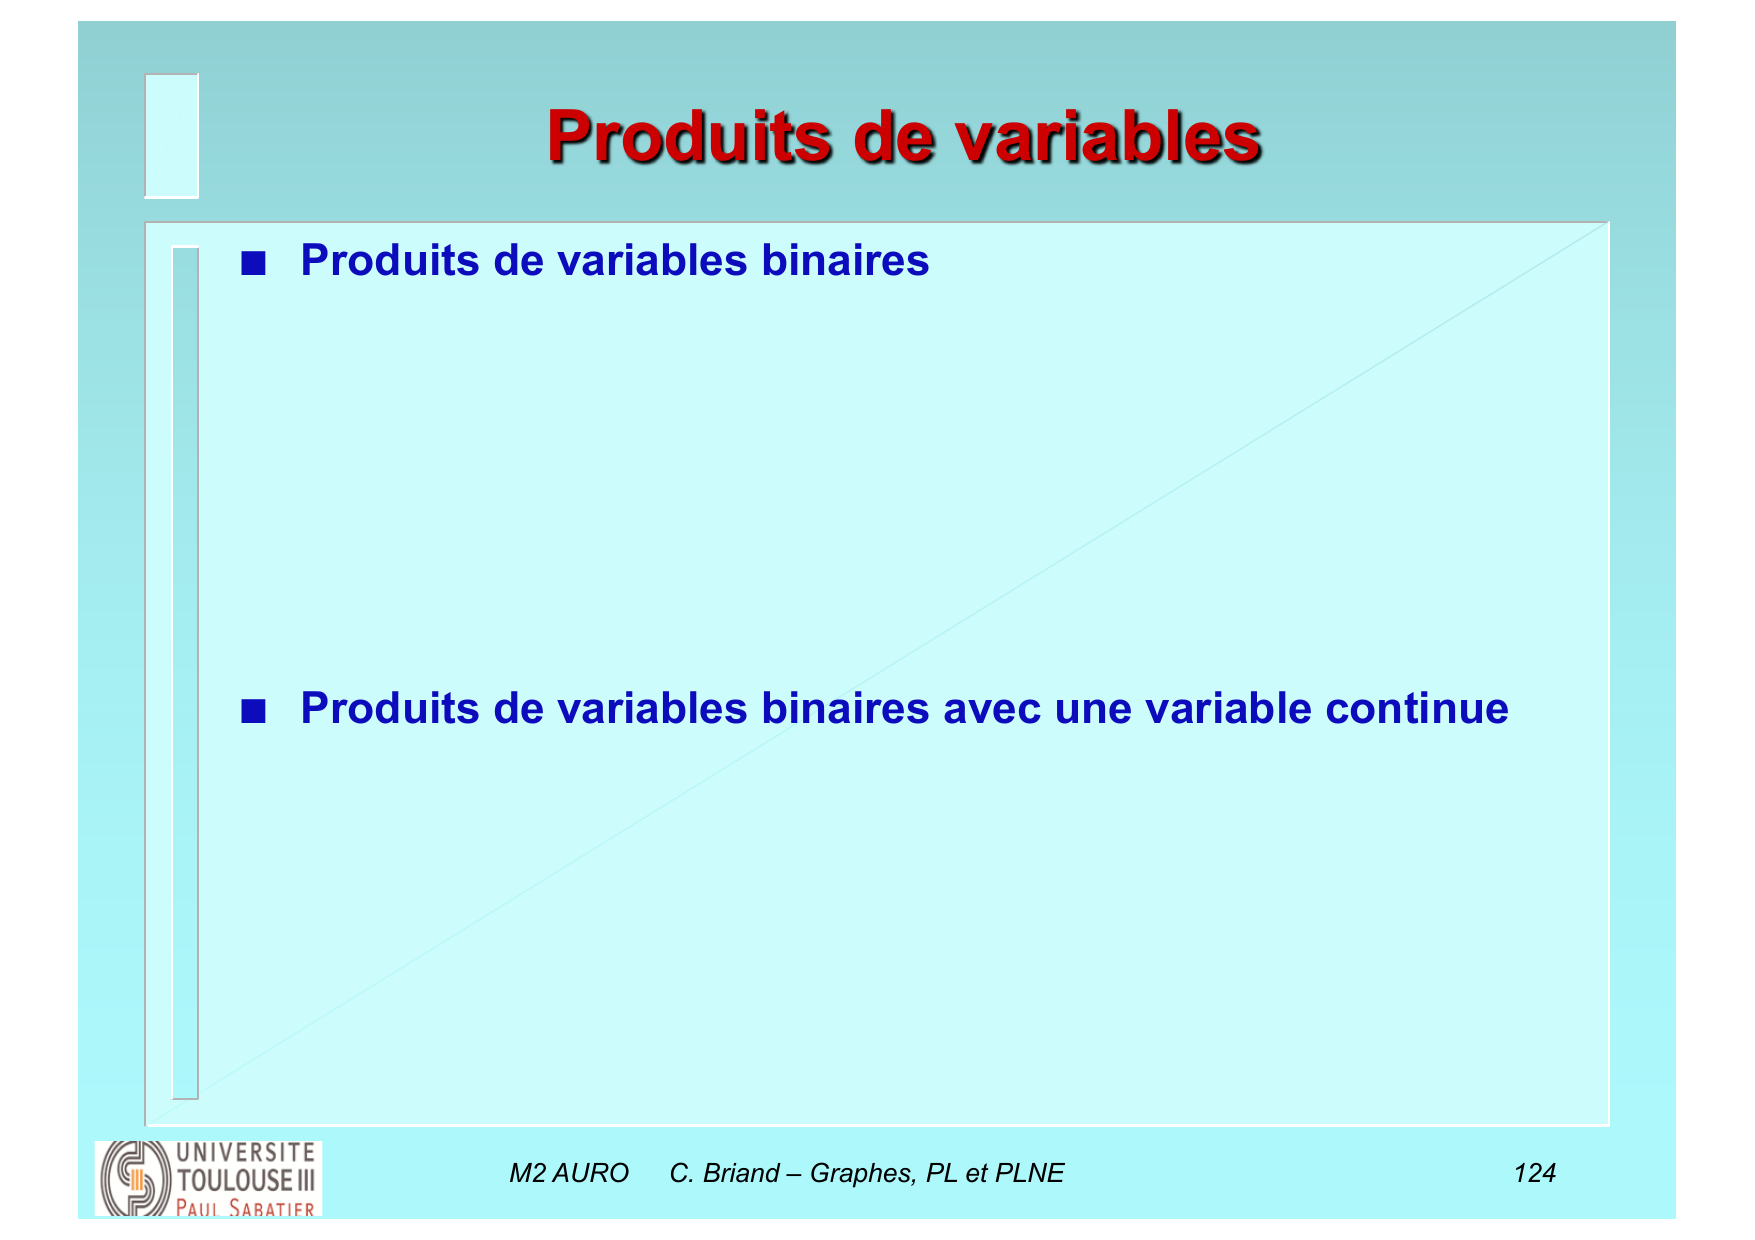 Produits de variables
■ Produits de variables binaires
■ Produits de variables binaires avec une variable continue
UNIVERSITE
TOULOUSE III
PAUL SABATIER
M2 AURO C. Briand – Graphes, PL et PLNE
124